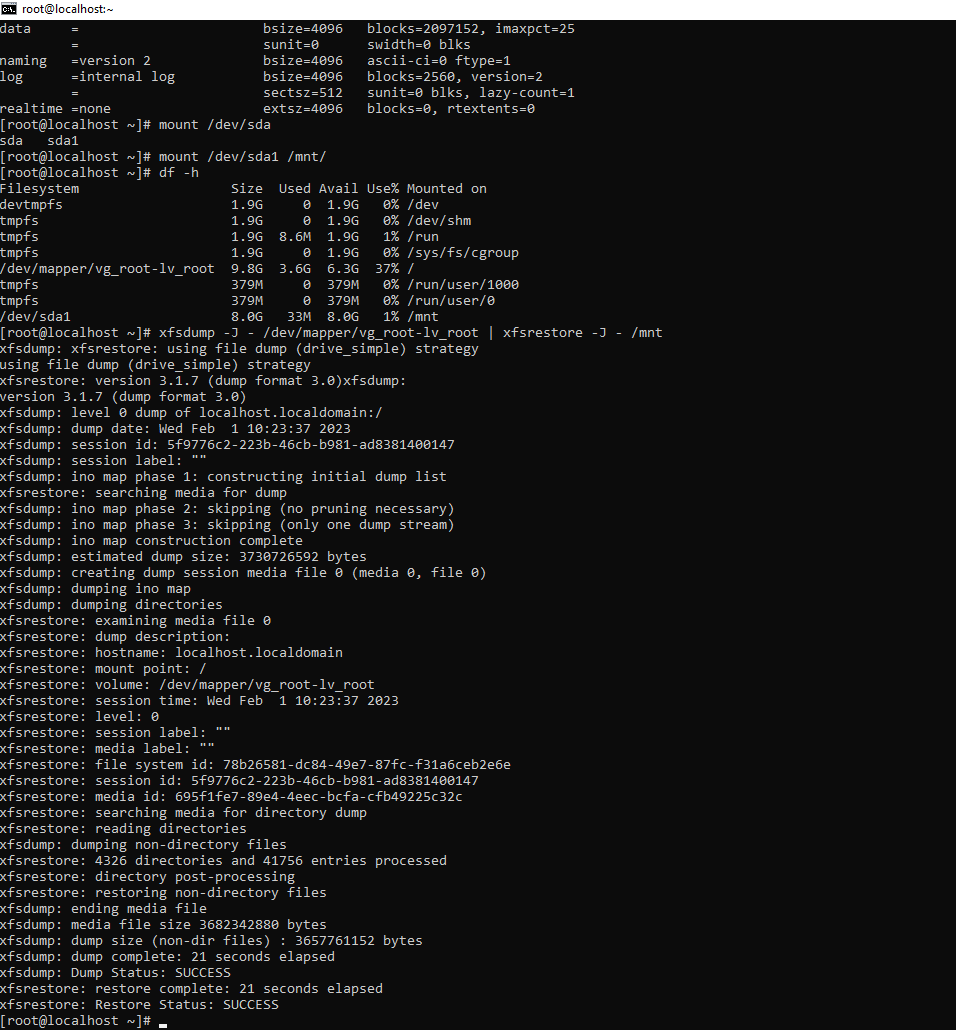 root@localhost:~
data     =                       bsize=4096   blocks=2097152, imaxpct=25
         =                       sunit=0      swidth=0 blks
naming   =version 2              bsize=4096   ascii-ci=0 ftype=1
log      =internal log           bsize=4096   blocks=2560, version=2
         =                       sectsz=512   sunit=0 blks, lazy-count=1
realtime =none                   extsz=4096   blocks=0, rtextents=0
[root@localhost ~]# mount /dev/sda
sda   sda1
[root@localhost ~]# mount /dev/sda1 /mnt/
[root@localhost ~]# df -h
Filesystem                   Size  Used Avail Use% Mounted on
devtmpfs                     1.9G     0  1.9G   0% /dev
tmpfs                        1.9G     0  1.9G   0% /dev/shm
tmpfs                        1.9G  8.6M  1.9G   1% /run
tmpfs                        1.9G     0  1.9G   0% /sys/fs/cgroup
/dev/mapper/vg_root-lv_root  9.8G  3.6G  6.3G  37% /
tmpfs                        379M     0  379M   0% /run/user/1000
tmpfs                        379M     0  379M   0% /run/user/0
/dev/sda1                    8.0G   33M  8.0G   1% /mnt
[root@localhost ~]# xfsdump -J - /dev/mapper/vg_root-lv_root | xfsrestore -J - /mnt
xfsdump: xfsrestore: using file dump (drive_simple) strategy
using file dump (drive_simple) strategy
xfsrestore: version 3.1.7 (dump format 3.0)xfsdump:
version 3.1.7 (dump format 3.0)
xfsdump: level 0 dump of localhost.localdomain:/
xfsdump: dump date: Wed Feb  1 10:23:37 2023
xfsdump: session id: 5f9776c2-223b-46cb-b981-ad8381400147
xfsdump: session label: ""
xfsdump: ino map phase 1: constructing initial dump list
xfsrestore: searching media for dump
xfsdump: ino map phase 2: skipping (no pruning necessary)
xfsdump: ino map phase 3: skipping (only one dump stream)
xfsdump: ino map construction complete
xfsdump: estimated dump size: 3730726592 bytes
xfsdump: creating dump session media file 0 (media 0, file 0)
xfsdump: dumping ino map
xfsdump: dumping directories
xfsrestore: examining media file 0
xfsrestore: dump description:
xfsrestore: hostname: localhost.localdomain
xfsrestore: mount point: /
xfsrestore: volume: /dev/mapper/vg_root-lv_root
xfsrestore: session time: Wed Feb  1 10:23:37 2023
xfsrestore: level: 0
xfsrestore: session label: ""
xfsrestore: media label: ""
xfsrestore: file system id: 78b26581-dc84-49e7-87fc-f31a6ceb2e6e
xfsrestore: session id: 5f9776c2-223b-46cb-b981-ad8381400147
xfsrestore: media id: 695f1fe7-89e4-4eec-bcfa-cfb49225c32c
xfsrestore: searching media for directory dump
xfsrestore: reading directories
xfsdump: dumping non-directory files
xfsrestore: 4326 directories and 41756 entries processed
xfsrestore: directory post-processing
xfsrestore: restoring non-directory files
xfsdump: ending media file
xfsdump: media file size 3682342880 bytes
xfsdump: dump size (non-dir files) : 3657761152 bytes
xfsdump: dump complete: 21 seconds elapsed
xfsdump: Dump Status: SUCCESS
xfsrestore: restore complete: 21 seconds elapsed
xfsrestore: Restore Status: SUCCESS
[root@localhost ~]#